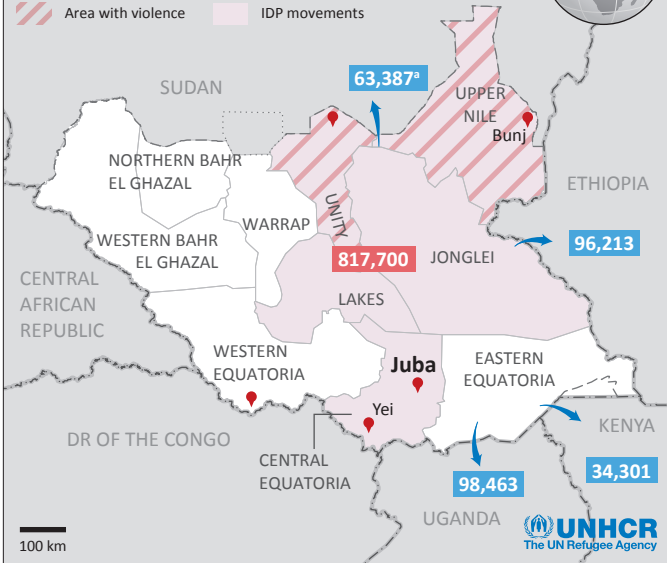 Area with violence
IDP movements
SUDAN
63,387ª
UPPER
NILE
Bunj
NORTHERN BAHR
EL GHAZAL
ETHIOPIA
UNITY
WARRAP
WESTERN BAHR
EL GHAZAL
96,213
817,700
JONGLEI
CENTRAL
AFRICAN
REPUBLIC
LAKES
WESTERN
EQUATORIA
Juba
EASTERN
EQUATORIA
Yei
KENYA
DR OF THE CONGO
CENTRAL
EQUATORIA
34,301
98,463
UGANDA
UNHCR
The UN Refugee Agency
100 km